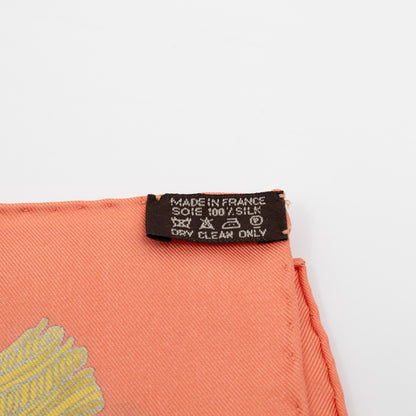 MADE IN FRANCE
SOIE 100% SILK
P
DRY CLEAN ONLY